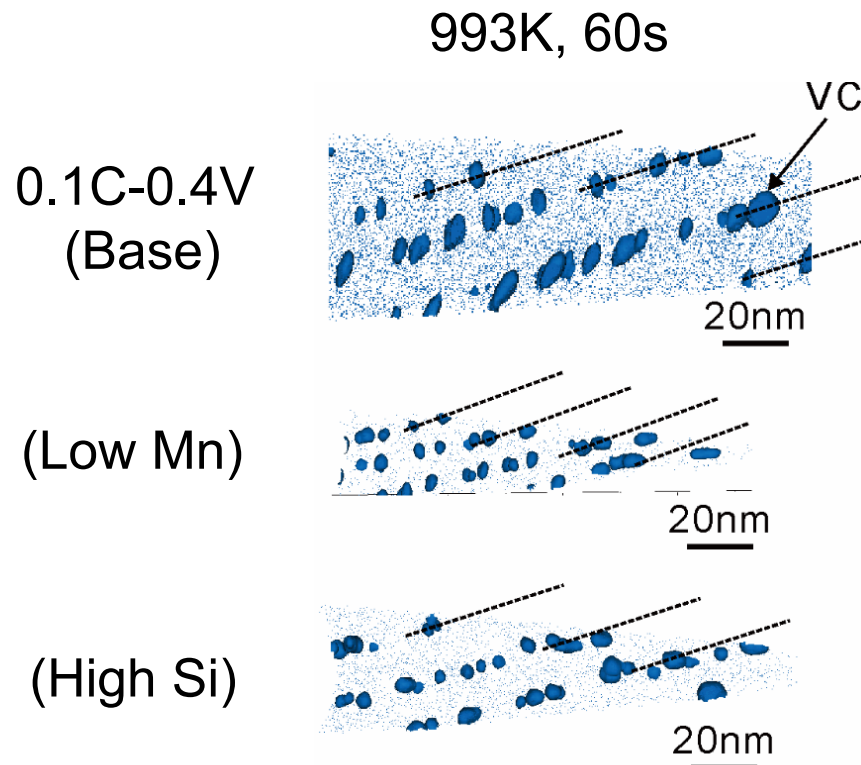 993K, 60s
VC
0.1C-0.4V
(Base)
20nm
(Low Mn)
20nm
(High Si)
20nm